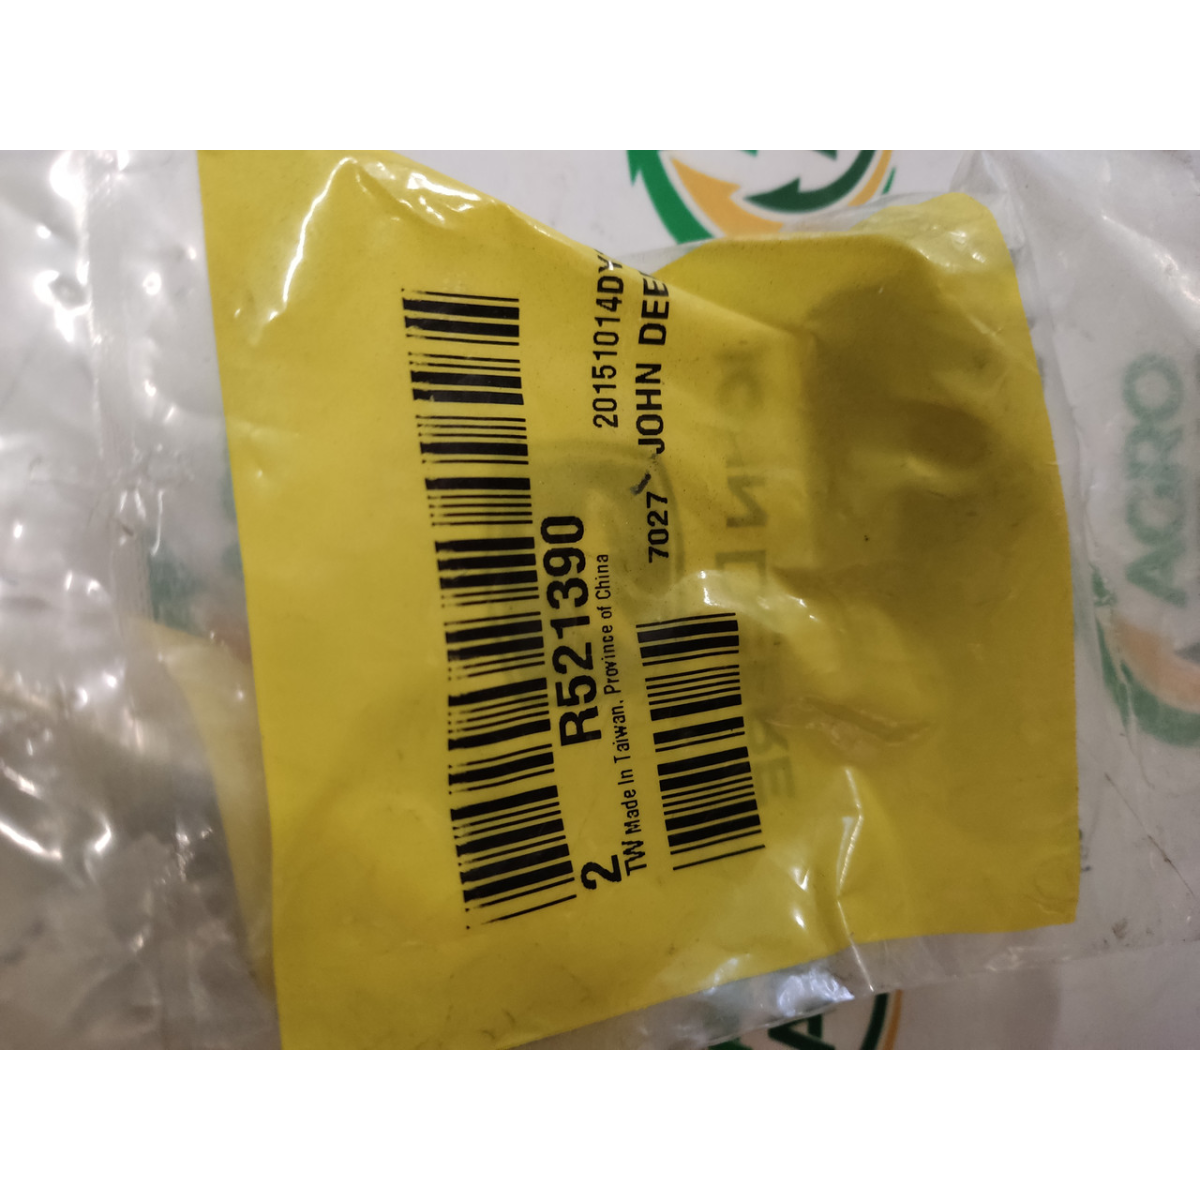 R521390
2
TW Made In Taiwan, Province of China
20151014DY
7027 JOHN DEE
AGRO